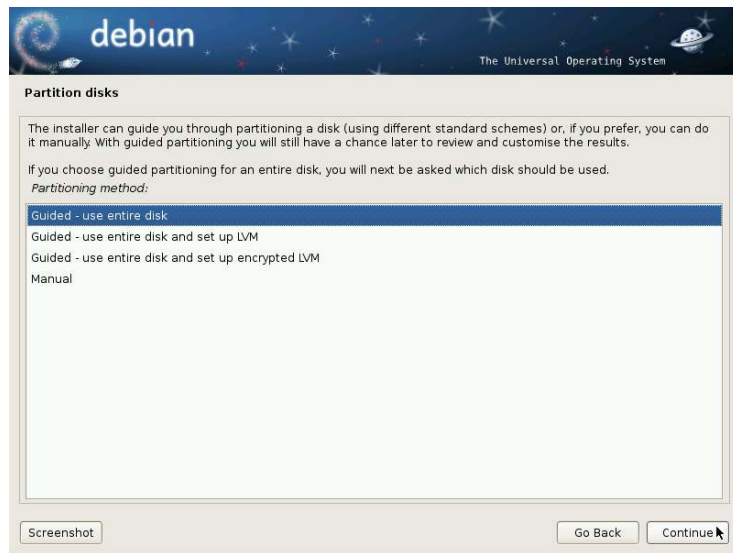 debian
The Universal Operating System
Partition disks
The installer can guide you through partitioning a disk (using different standard schemes) or, if you prefer, you can do
it manually. With guided partitioning you will still have a chance later to review and customise the results.
If you choose guided partitioning for an entire disk, you will next be asked which disk should be used.
Partitioning method:
Guided - use entire disk
Guided - use entire disk and set up LVM
Guided - use entire disk and set up encrypted LVM
Manual
Screenshot
Go Back
Continue